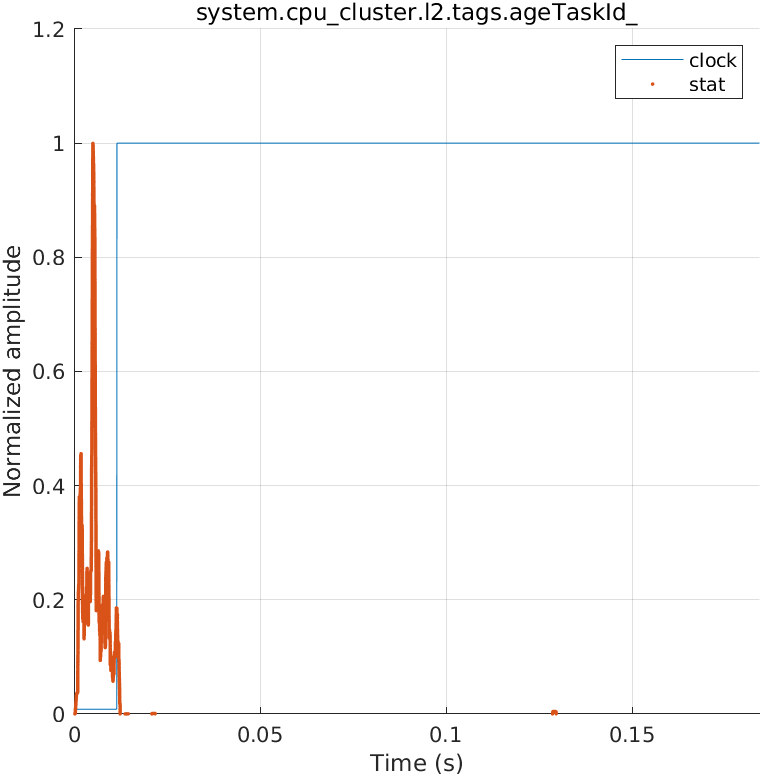 system.cpu_cluster.l2.tags.ageTaskId_
1.2
1
0.8
0.6
0.4
0.2
0
Normalized amplitude
clock
stat
0 0.05 0.1 0.15
Time (s)